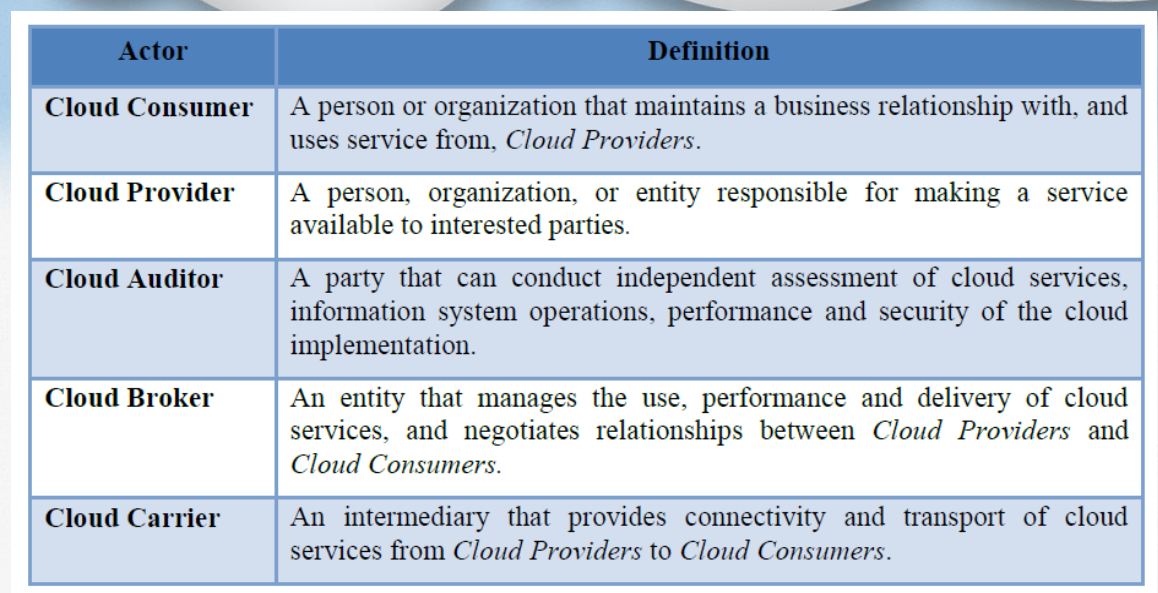 Actor Definition
Cloud Consumer A person or organization that maintains a business relationship with, and
uses service from, Cloud Providers.
Cloud Provider A person, organization, or entity responsible for making a service
available to interested parties.
Cloud Auditor A party that can conduct independent assessment of cloud services,
information system operations, performance and security of the cloud
implementation.
Cloud Broker An entity that manages the use, performance and delivery of cloud
services, and negotiates relationships between Cloud Providers and
Cloud Consumers.
Cloud Carrier An intermediary that provides connectivity and transport of cloud
services from Cloud Providers to Cloud Consumers.